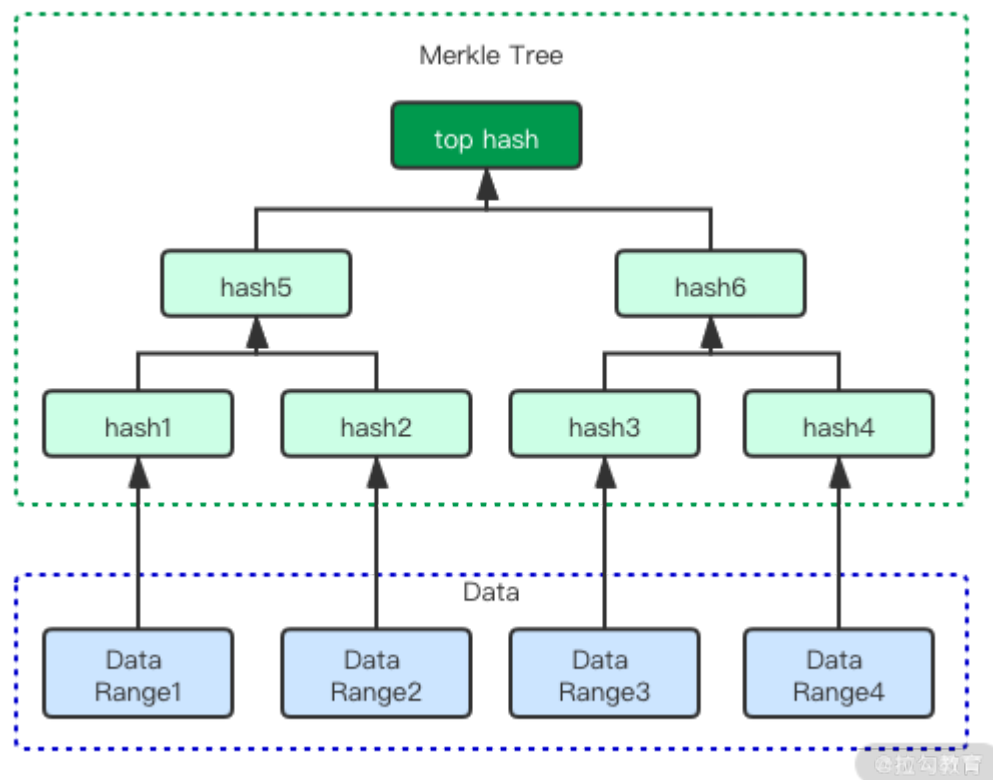 Merkle Tree
top hash
hash5
hash6
hash1
hash2
hash3
hash4
Data
Data
Range1
Data
Range2
Data
Range3
Data
Range4
@拉勾教育